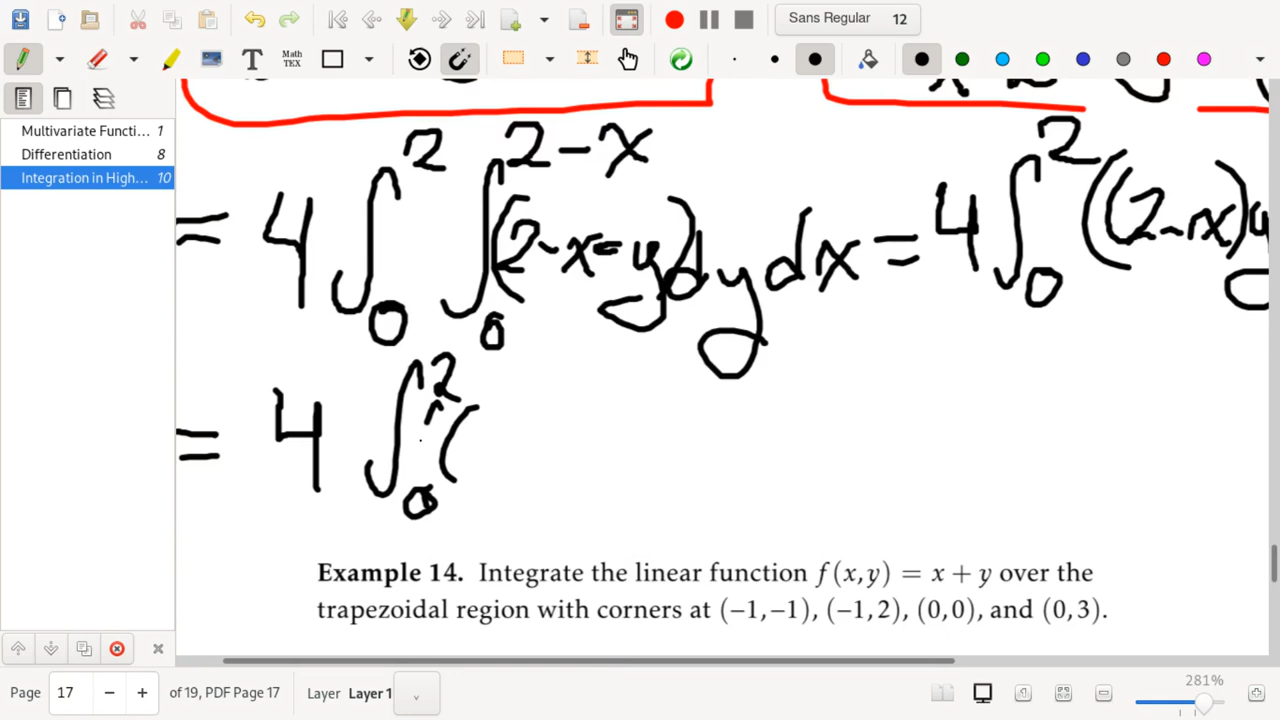 Sans Regular 12
T Math TEX
Multivariate Functi... 1
Differentiation 8
Integration in High... 10
= 4 ∫₀² ∫₀^{2-x} (2-x-y) dy dx = 4 ∫₀² ((2-x)y
= 4 ∫₀² (
Example 14. Integrate the linear function f(x,y) = x + y over the
trapezoidal region with corners at (−1,−1), (−1,2), (0,0), and (0,3).
Page 17 of 19, PDF Page 17 Layer Layer 1 281%